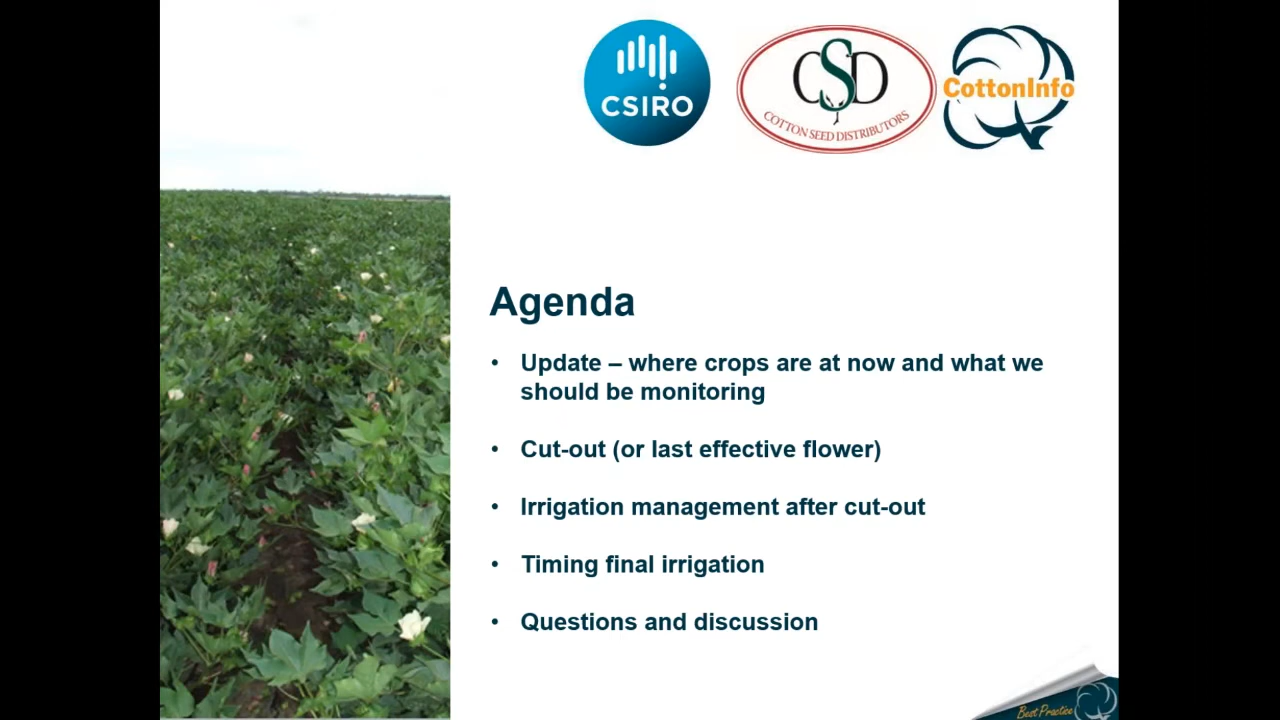 CSIRO
CSD
COTTON SEED DISTRIBUTORS
CottonInfo
Agenda
• Update – where crops are at now and what we
should be monitoring
• Cut-out (or last effective flower)
• Irrigation management after cut-out
• Timing final irrigation
• Questions and discussion
Best Practice